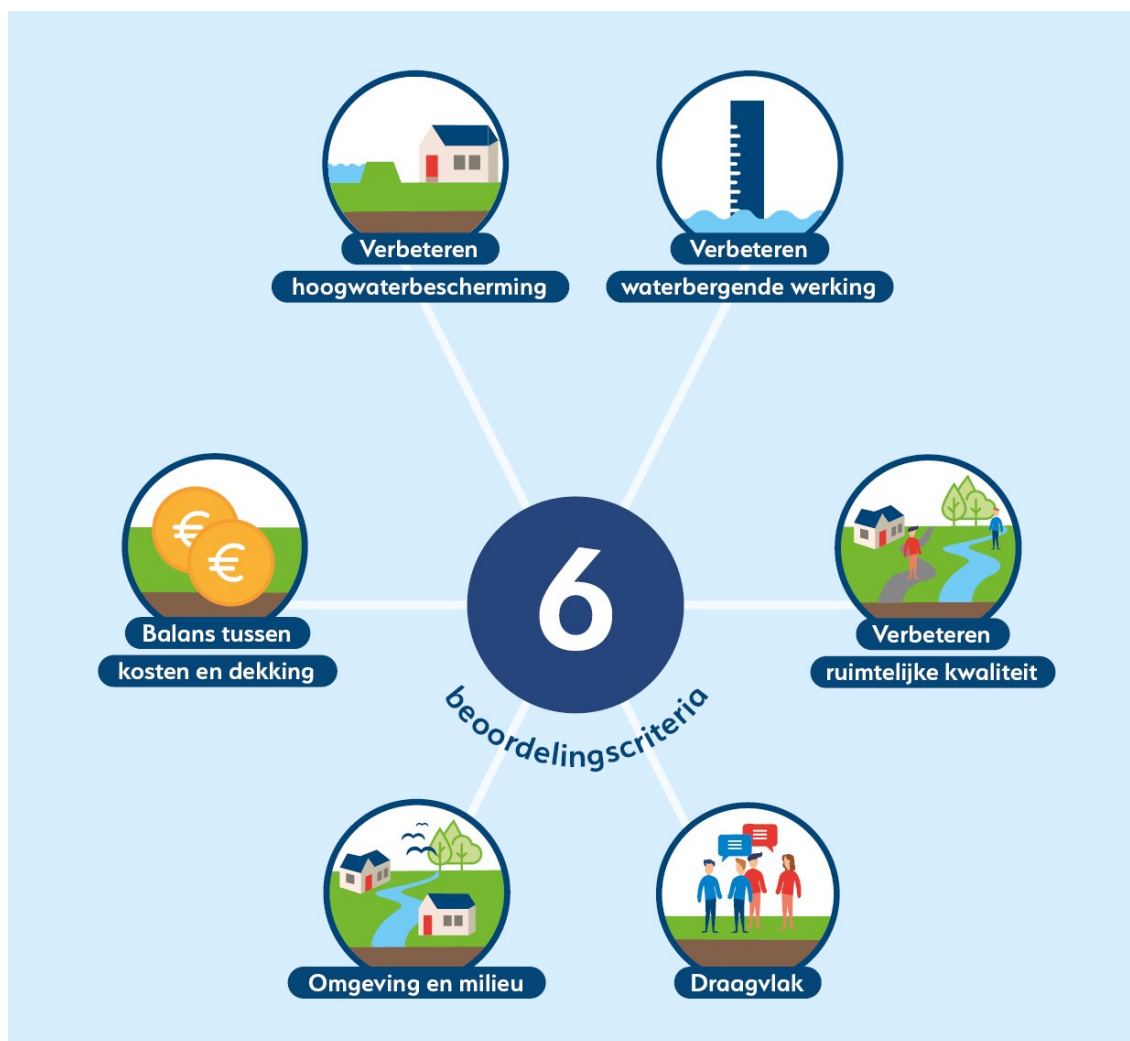 Verbeteren
hoogwaterbescherming
Verbeteren
waterbergende werking
€
€
Balans tussen
kosten en dekking
6
beoordelingscriteria
Verbeteren
ruimtelijke kwaliteit
Omgeving en milieu
Draagvlak